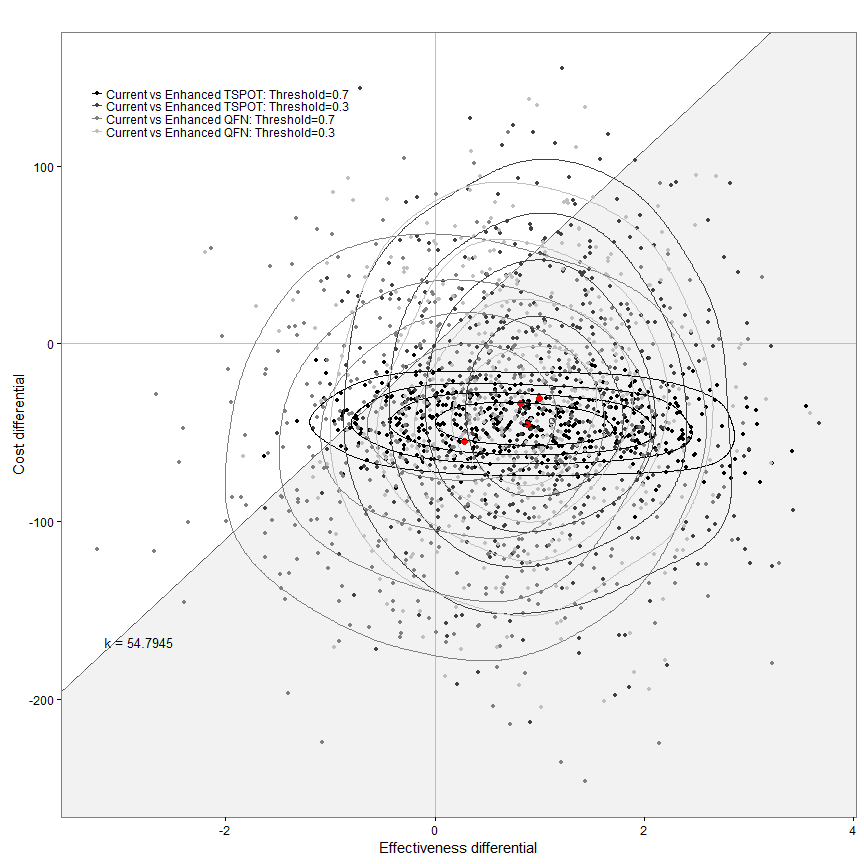 Current vs Enhanced TSPOT: Threshold=0.7
Current vs Enhanced TSPOT: Threshold=0.3
Current vs Enhanced QFN: Threshold=0.7
Current vs Enhanced QFN: Threshold=0.3
100
0
-100
-200
Cost differential
k = 54.7945
-2
0
2
4
Effectiveness differential